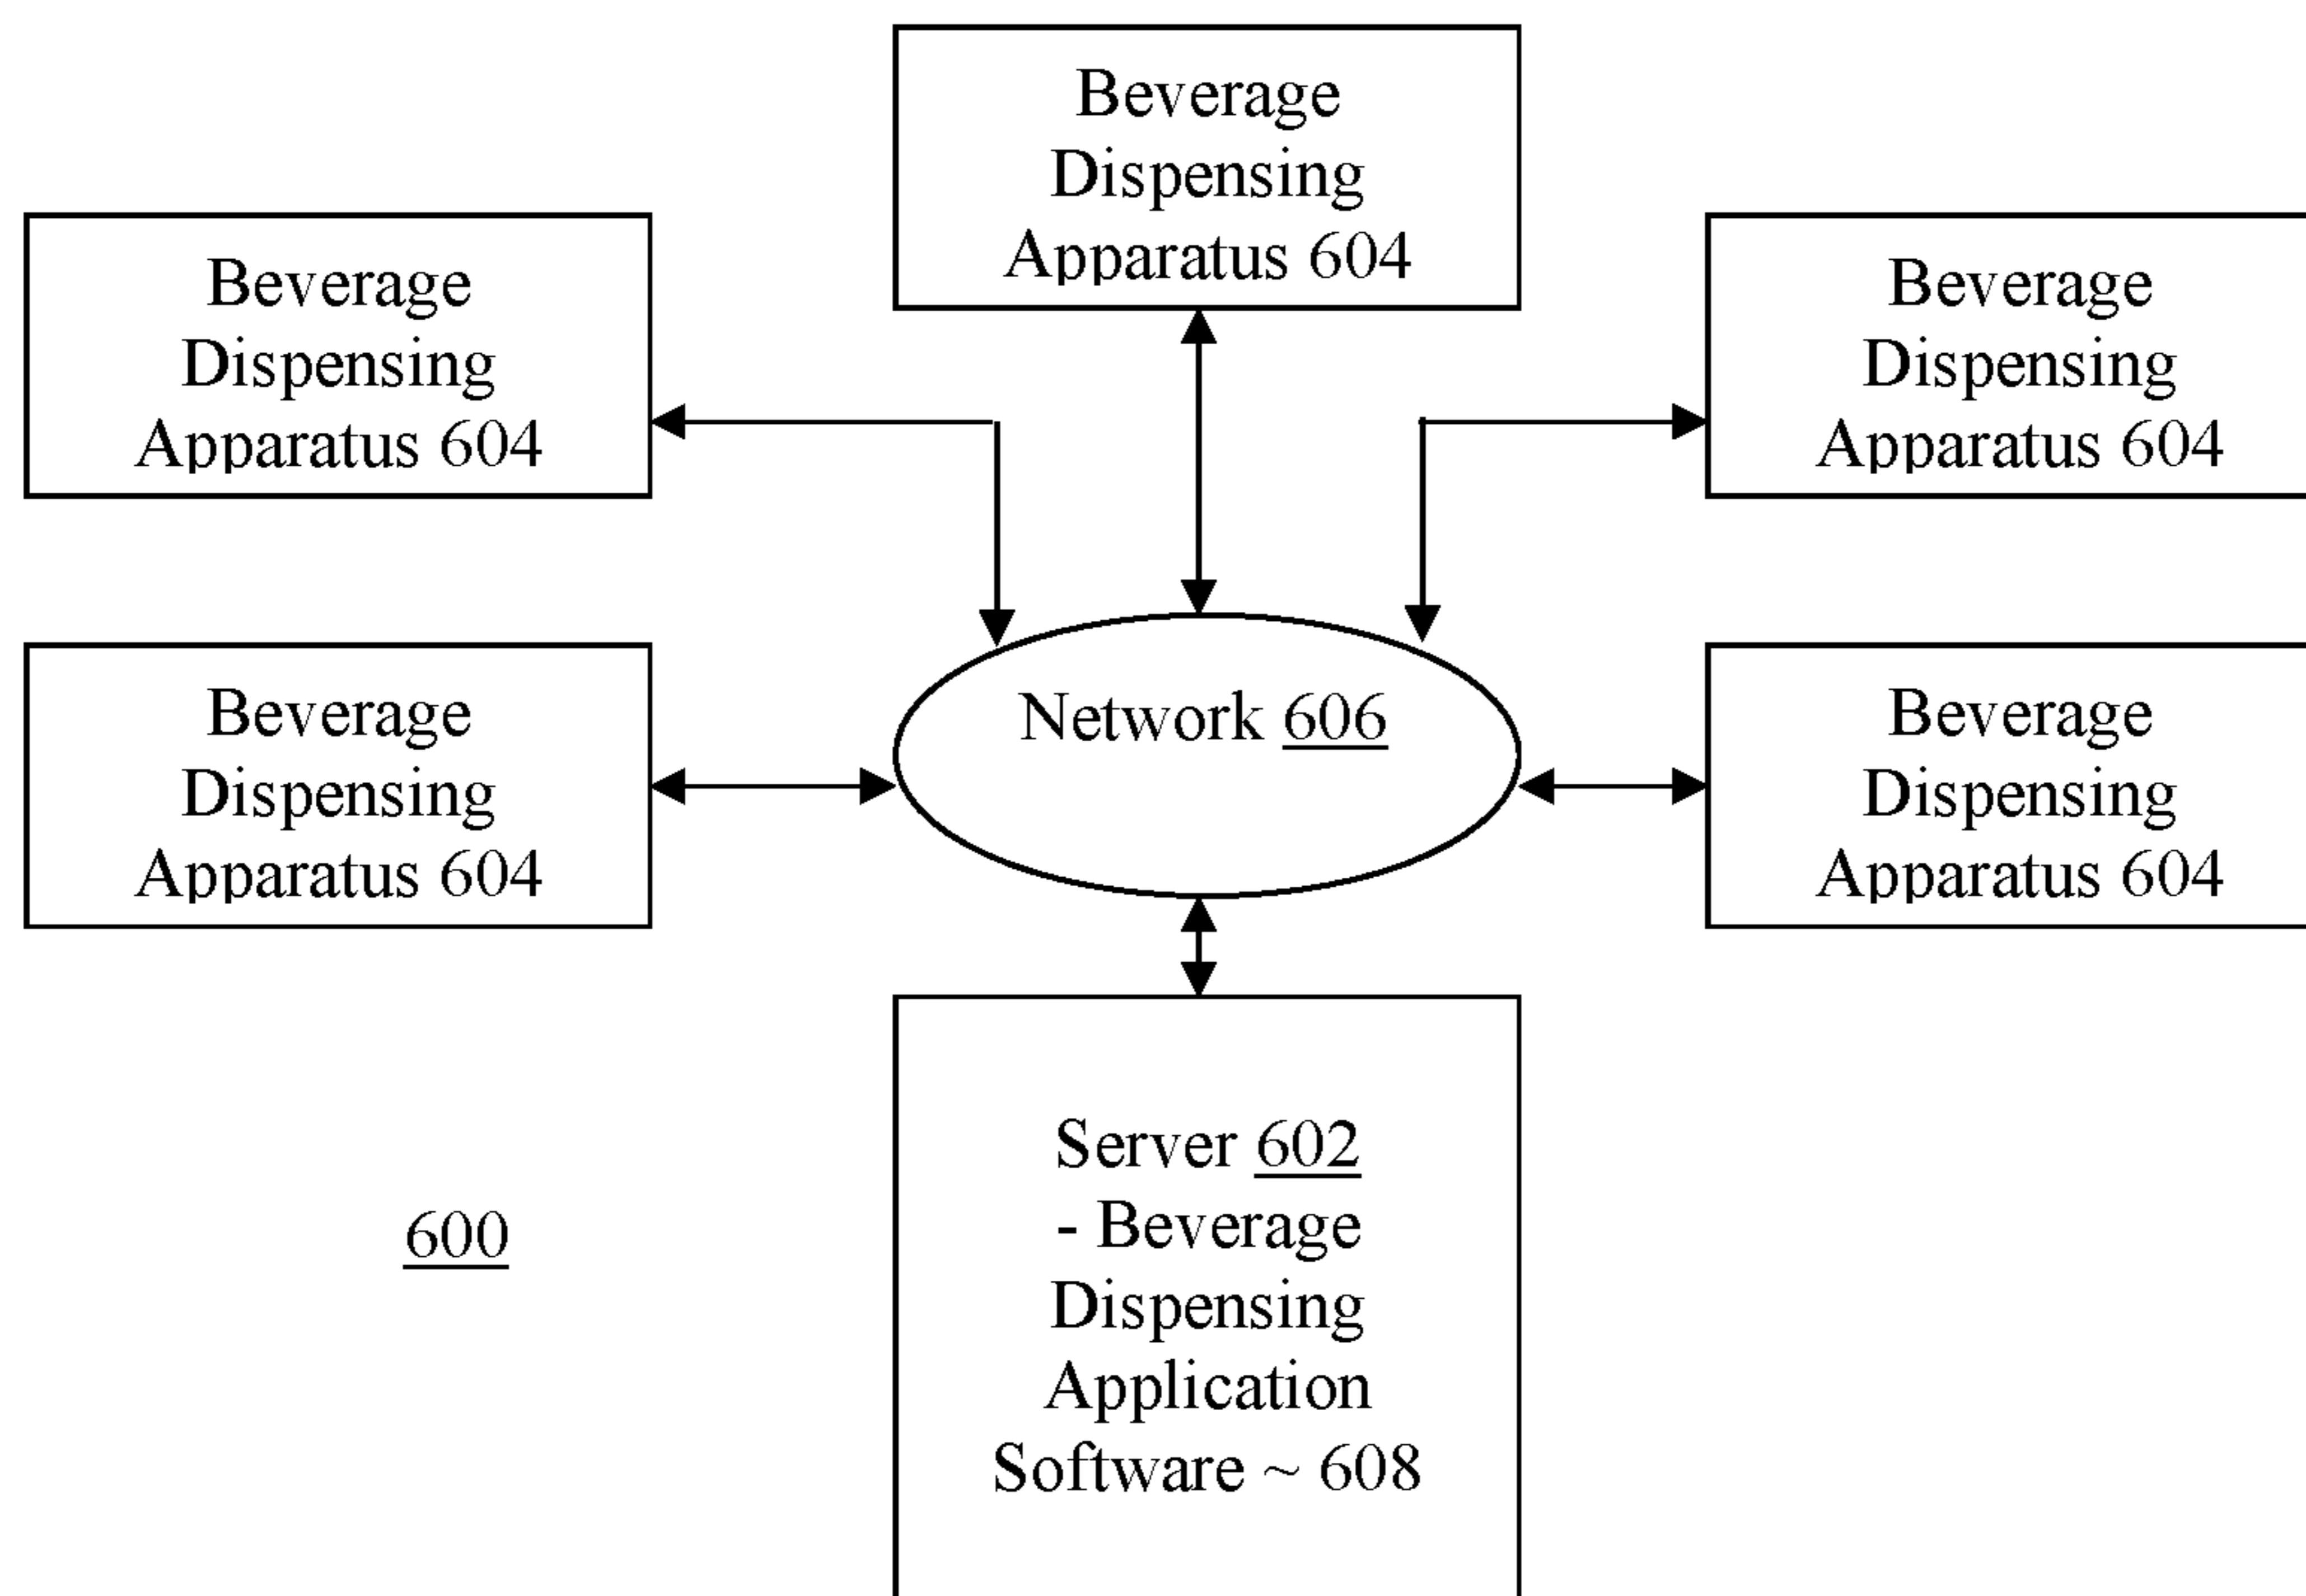 Beverage
Dispensing
Apparatus 604
Beverage
Dispensing
Apparatus 604
Beverage
Dispensing
Apparatus 604
Beverage
Dispensing
Apparatus 604
Network 606
Beverage
Dispensing
Apparatus 604
Server 602
- Beverage
Dispensing
Application
Software ~ 608
600